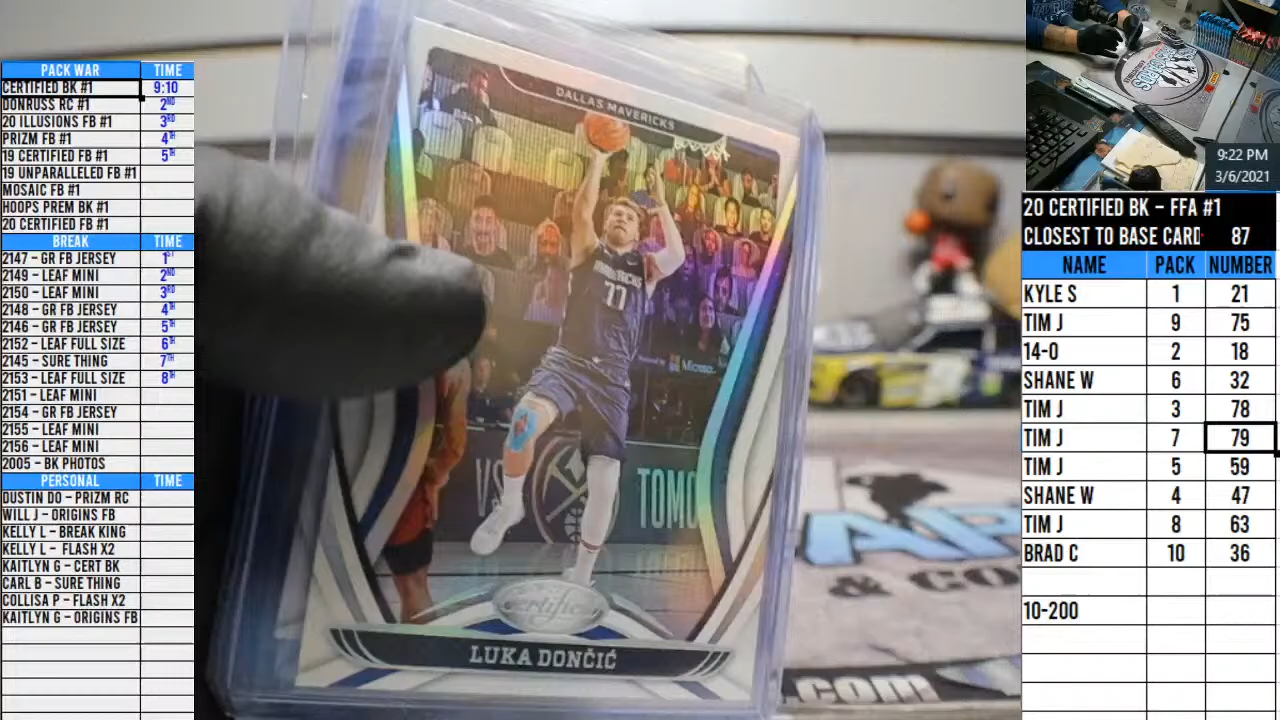 PACK WAR TIME
CERTIFIED BK #1 9:10
DONRUSS RC #1 2ND
20 ILLUSIONS FB #1 3RD
PRIZM FB #1 4TH
19 CERTIFIED FB #1 5TH
19 UNPARALLELED FB #1
MOSAIC FB #1
HOOPS PREM BK #1
20 CERTIFIED FB #1
BREAK TIME
2147 - GR FB JERSEY 1ST
2149 - LEAF MINI 2ND
2150 - LEAF MINI 3RD
2148 - GR FB JERSEY 4TH
2146 - GR FB JERSEY 5TH
2152 - LEAF FULL SIZE 6TH
2145 - SURE THING 7TH
2153 - LEAF FULL SIZE 8TH
2151 - LEAF MINI
2154 - GR FB JERSEY
2155 - LEAF MINI
2156 - LEAF MINI
2005 - BK PHOTOS
PERSONAL TIME
DUSTIN DO - PRIZM RC
WILL J - ORIGINS FB
KELLY L - BREAK KING
KELLY L - FLASH X2
KAITLYN G - CERT BK
CARL B - SURE THING
COLLISA P - FLASH X2
KAITLYN G - ORIGINS FB
DALLAS MAVERICKS
MAVERICKS
77
Microso
VS
TOMO
Certified
LUKA DONČIĆ
AP
& CO
.com
9:22 PM
3/6/2021
20 CERTIFIED BK - FFA #1
CLOSEST TO BASE CARD 87
NAME PACK NUMBER
KYLE S 1 21
TIM J 9 75
14-0 2 18
SHANE W 6 32
TIM J 3 78
TIM J 7 79
TIM J 5 59
SHANE W 4 47
TIM J 8 63
BRAD C 10 36
10-200